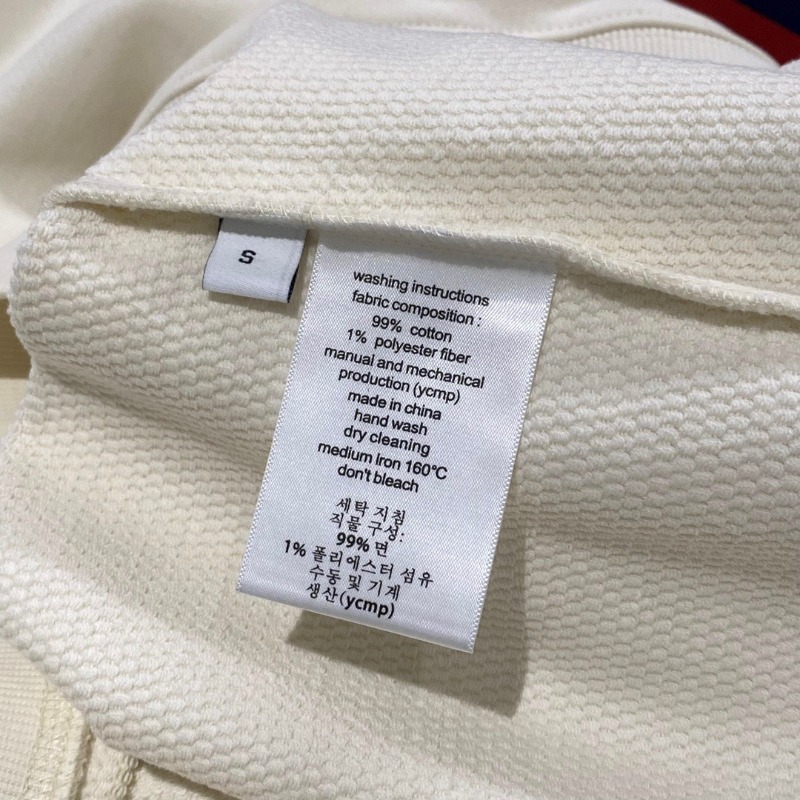 S
washing instructions
fabric composition :
99% cotton
1% polyester fiber
manual and mechanical
production (ycmp)
made in china
hand wash
dry cleaning
medium lron 160℃
don't bleach
세탁 지침
직물 구성:
99% 면
1% 폴리에스터 섬유
수동 및 기계
생산(ycmp)